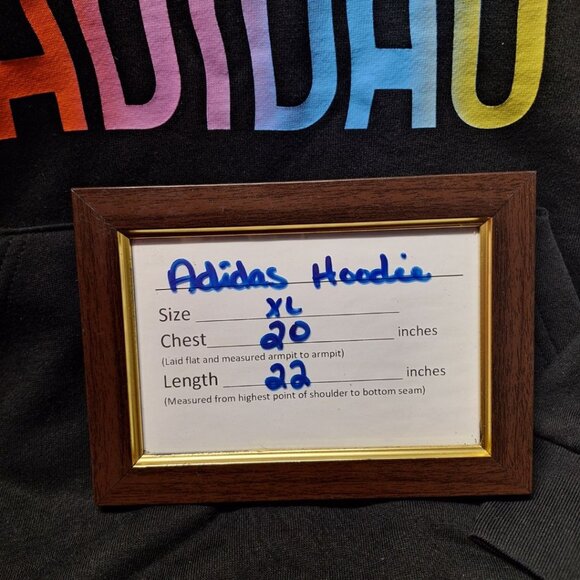 ADIDAS
Adidas Hoodie
Size XL
Chest 20 inches
(Laid flat and measured armpit to armpit)
Length 22 inches
(Measured from highest point of shoulder to bottom seam)